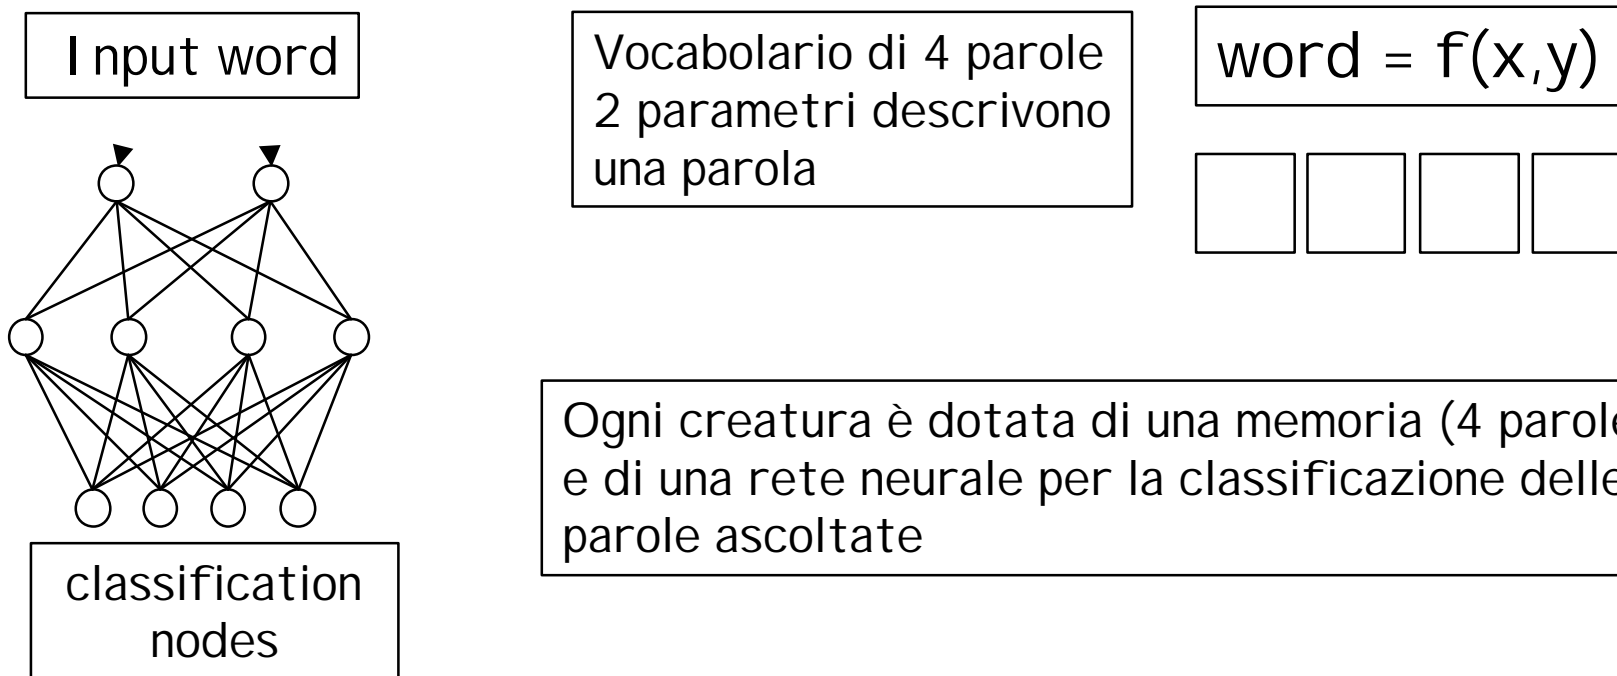 Input word
Vocabolario di 4 parole
2 parametri descrivono
una parola
word = f(x,y)
Ogni creatura è dotata di una memoria (4 parole
e di una rete neurale per la classificazione delle
parole ascoltate
classification
nodes